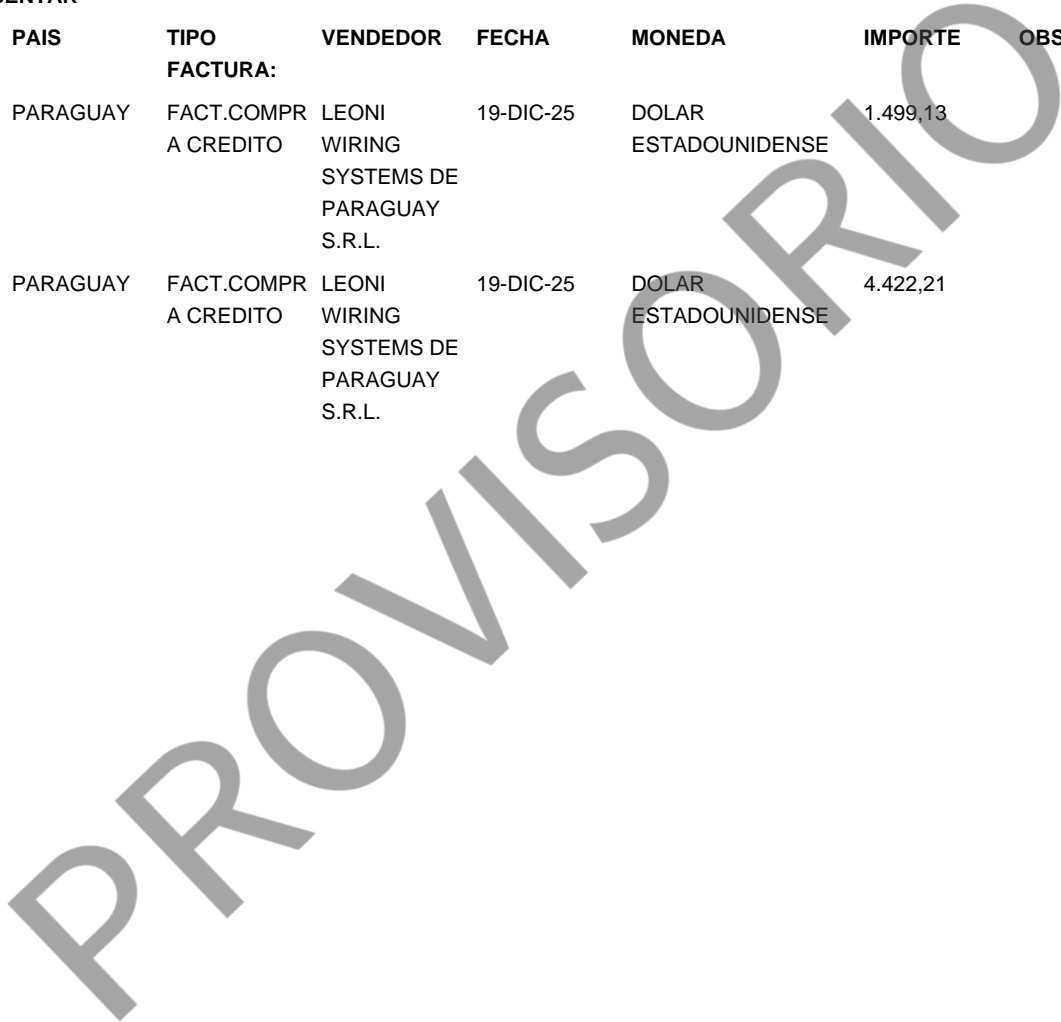 PAIS TIPO VENDEDOR FECHA MONEDA IMPORTE OBS
FACTURA:
PARAGUAY FACT.COMPR LEONI 19-DIC-25 DOLAR 1.499,13
A CREDITO WIRING ESTADOUNIDENSE
SYSTEMS DE
PARAGUAY
S.R.L.
PARAGUAY FACT.COMPR LEONI 19-DIC-25 DOLAR 4.422,21
A CREDITO WIRING ESTADOUNIDENSE
SYSTEMS DE
PARAGUAY
S.R.L.
PROVISORIO